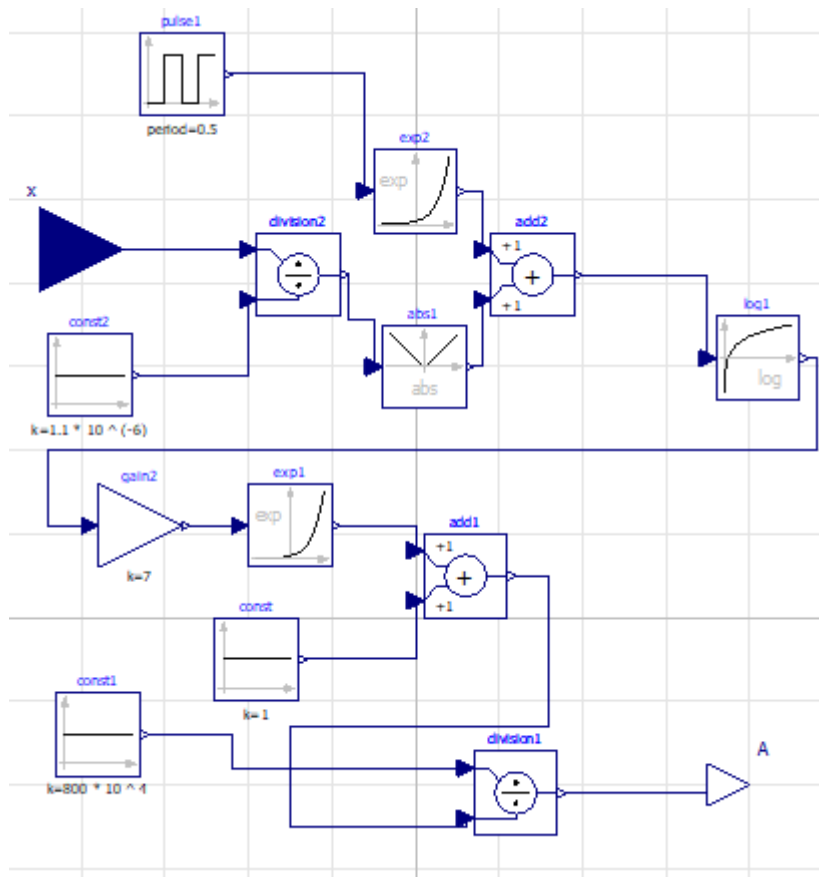 pulse1
period=0.5
exp2
exp
x
division2
÷
add2
+1
+
+1
const2
k=1.1 * 10 ^ (-6)
abs1
abs
log1
log
gain2
k=7
exp1
exp
add1
+1
+
+1
const
k=1
const1
k=800 * 10 ^ 4
division1
÷
A